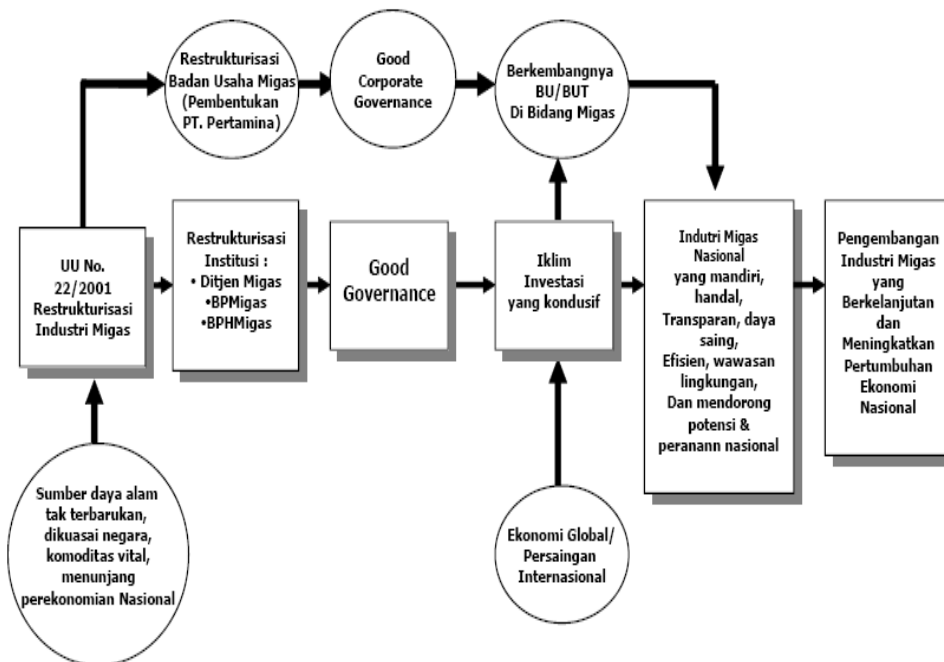 Restrukturisasi
Badan Usaha Migas
(Pembentukan
PT. Pertamina)
Good
Corporate
Governance
Berkembangnya
BU/BUT
Di Bidang Migas
UU No.
22/2001
Restrukturisasi
Industri Migas
Restrukturisasi
Institusi :
• Ditjen Migas
•BPMigas
•BPHMigas
Good
Governance
Iklim
Investasi
yang kondusif
Indutri Migas
Nasional
yang mandiri,
handal,
Transparan, daya
saing,
Efisien, wawasan
lingkungan,
Dan mendorong
potensi &
peranann nasional
Pengembangan
Industri Migas
yang
Berkelanjutan
dan
Meningkatkan
Pertumbuhan
Ekonomi
Nasional
Sumber daya alam
tak terbarukan,
dikuasai negara,
komoditas vital,
menunjang
perekonomian Nasional
Ekonomi Global/
Persaingan
Internasional